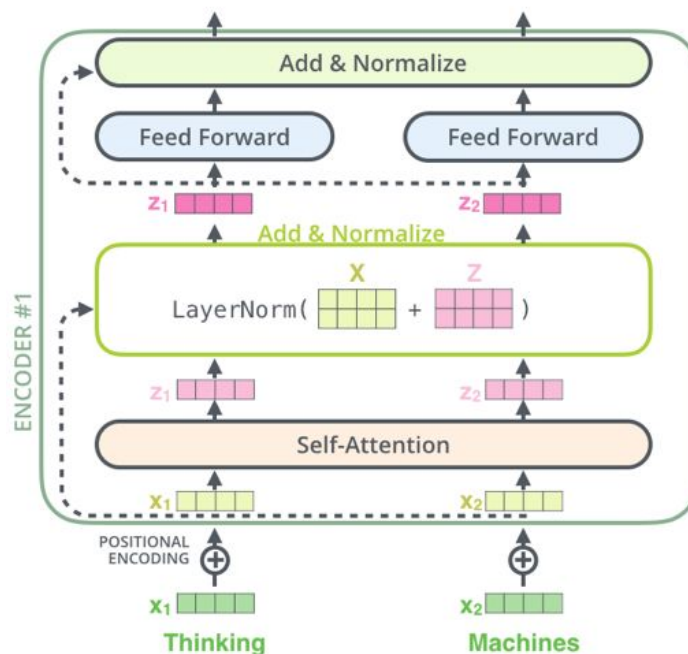 Add & Normalize
Feed Forward Feed Forward
z1 z2
Add & Normalize
X Z
LayerNorm( + )
z1 z2
Self-Attention
x1 x2
ENCODER #1
POSITIONAL
ENCODING
x1 x2
Thinking Machines